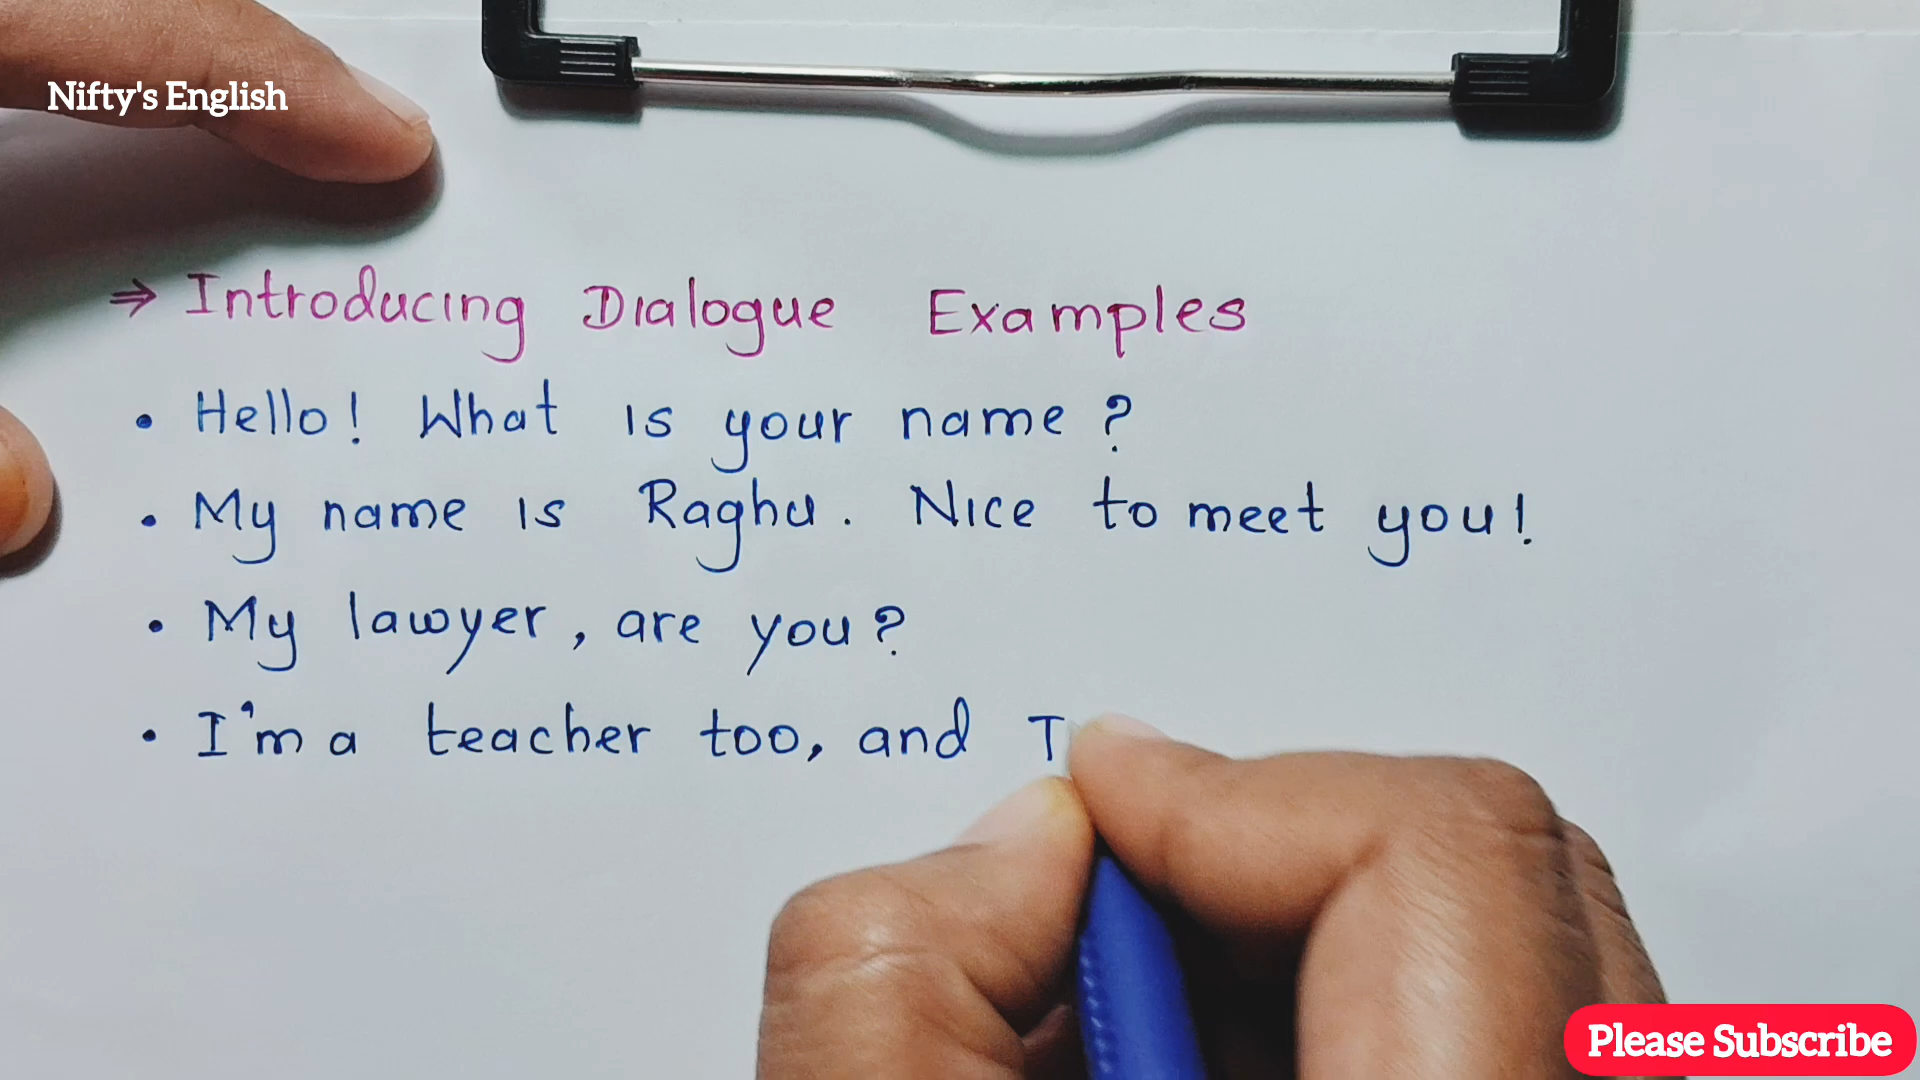 Nifty's English
⇒ Introducing Dialogue Examples
• Hello! What is your name?
• My name is Raghu. Nice to meet you!
• My lawyer, are you?
• I'm a teacher too, and T
Please Subscribe